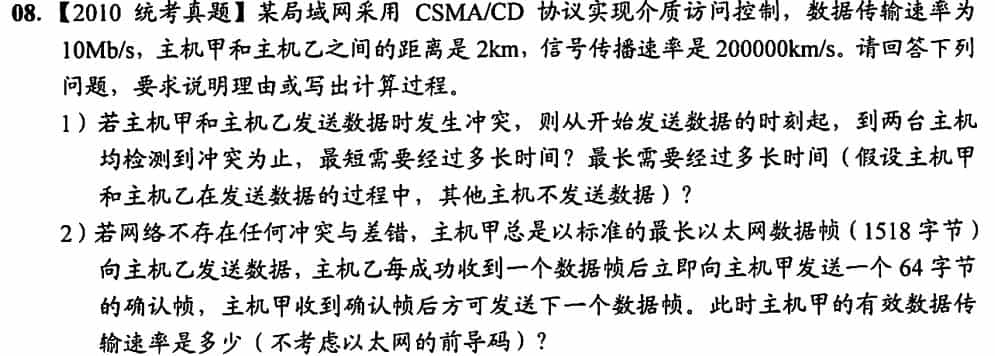 08.【2010 统考真题】某局域网采用 CSMA/CD 协议实现介质访问控制，数据传输速率为
10Mb/s，主机甲和主机乙之间的距离是 2km，信号传播速率是 200000km/s。请回答下列
问题，要求说明理由或写出计算过程。
1）若主机甲和主机乙发送数据时发生冲突，则从开始发送数据的时刻起，到两台主机
均检测到冲突为止，最短需要经过多长时间？最长需要经过多长时间（假设主机甲
和主机乙在发送数据的过程中，其他主机不发送数据）？
2）若网络不存在任何冲突与差错，主机甲总是以标准的最长以太网数据帧（1518 字节）
向主机乙发送数据，主机乙每成功收到一个数据帧后立即向主机甲发送一个 64 字节
的确认帧，主机甲收到确认帧后方可发送下一个数据帧。此时主机甲的有效数据传
输速率是多少（不考虑以太网的前导码）？